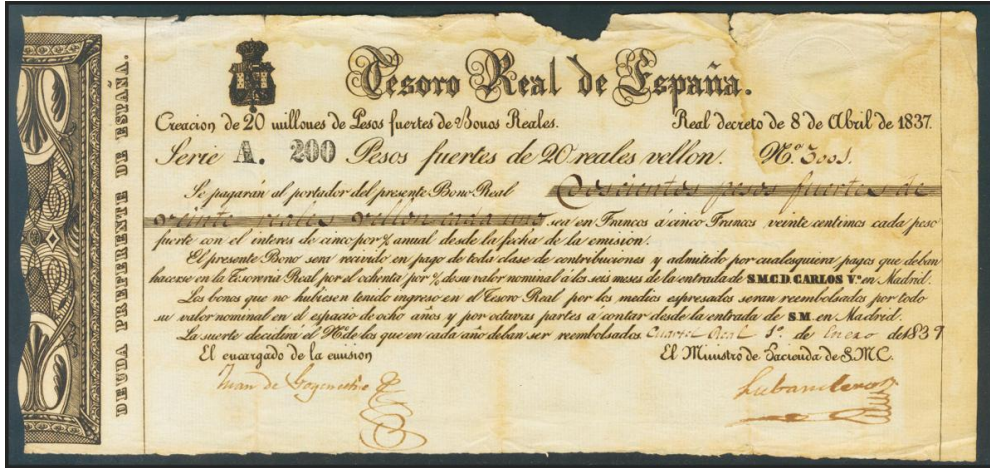 DEUDA PREFERENTE DE ESPAÑA.
Tesoro Real de España.
Creacion de 20 millones de Pesos fuertes de Bonos Reales. Real decreto de 8 de Abril de 1837.
Serie A. 200 Pesos fuertes de 20 reales vellon. N.º 3001.
Se pagarán al portador del presente Bono Real Doscientos pesos fuertes de
veinte reales vellon cada uno sea en Francos á cinco Francos veinte centimos cada peso
fuerte con el interes de cinco por % anual desde la fecha de la emision.
El presente Bono sera recivido en pago de toda clase de contribuciones y admitido por cualesquiera pagos que deban
hacerse en la Tesoreria Real por el ochenta por % de su valor nominal á los seis meses de la entrada de S.M.C.D. CARLOS V.º en Madrid.
Los bonos que no hubiesen tenido ingreso en el Tesoro Real por los medios espresados seran reembolsados por todo
su valor nominal en el espacio de ocho años y por octavas partes a contar desde la entrada de S.M. en Madrid.
La suerte decidirá el N.º de los que en cada año deban ser reembolsados. Cuartel Real 1.º de Enero de 1837
El encargado de la emision El Ministro de Hacienda de S.M.C.
Juan de